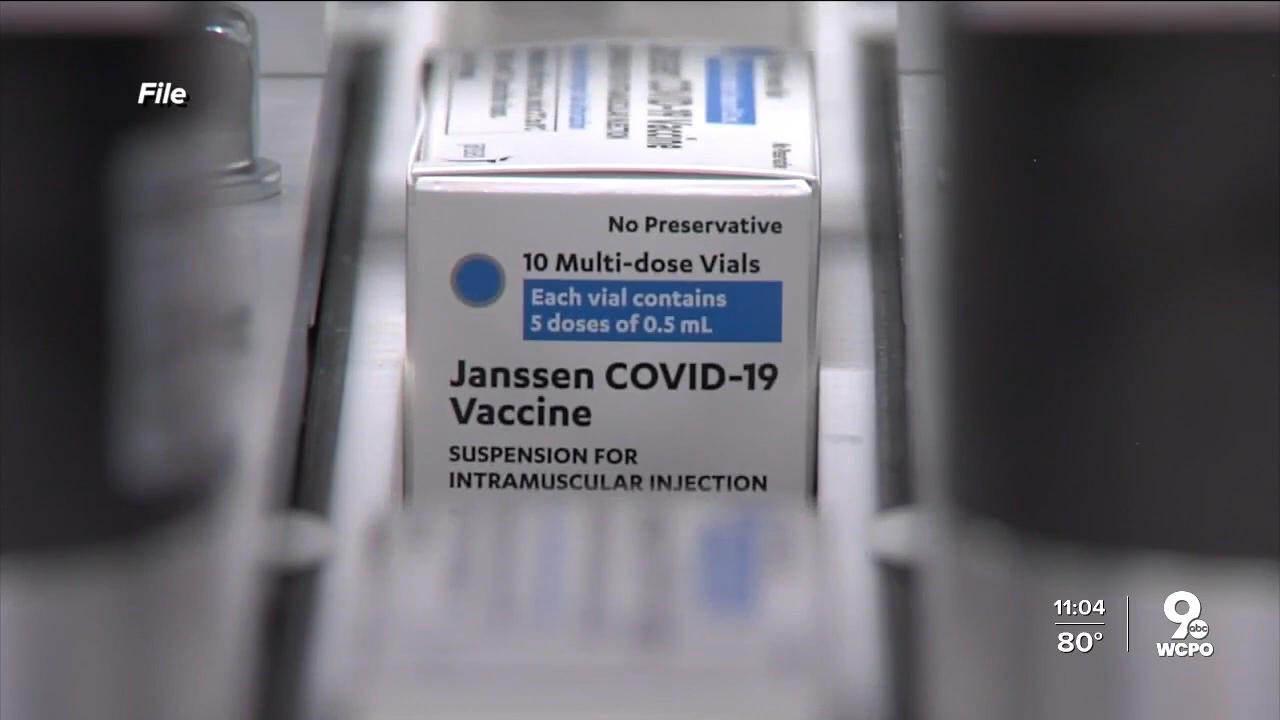 File
No Preservative
10 Multi-dose Vials
Each vial contains
5 doses of 0.5 mL
Janssen COVID-19
Vaccine
SUSPENSION FOR
INTRAMUSCULAR INJECTION
11:04
80°
9
abc
WCPO